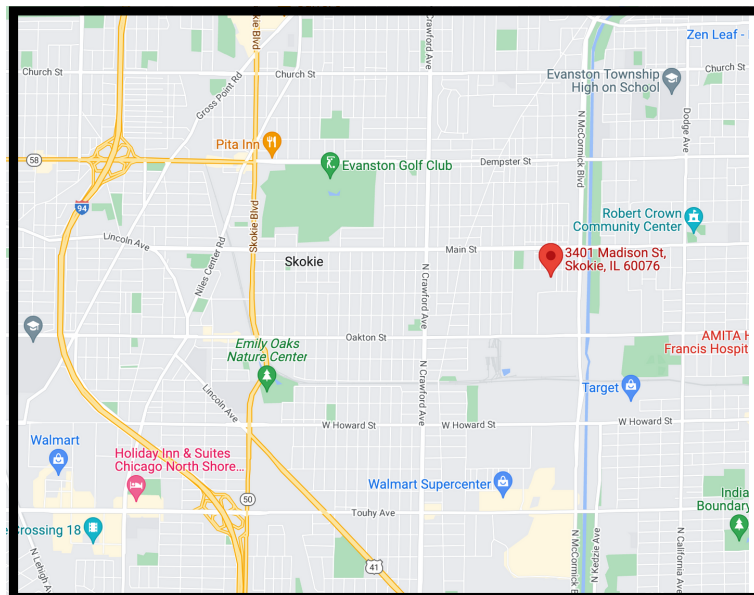 kie Blvd
Crawford Ave
Zen Leaf -
Church St
Gross Point Rd
Church St
Church St
Evanston Township
High on School
Pita Inn
N McCormick Blvd
Dodge Ave
58
Evanston Golf Club
Dempster St
94
Skokie Blvd
Skokie Blvd
Robert Crown
Community Center
Lincoln Ave
Niles Center Rd
Skokie
Main St
3401 Madison St,
Skokie, IL 60076
N Crawford Ave
Oakton St
Emily Oaks
Nature Center
AMITA H
Francis Hospit
N Crawford Ave
Target
Lincoln Ave
W Howard St
W Howard St
Walmart
Holiday Inn & Suites
Chicago North Shore...
Walmart Supercenter
50
Touhy Ave
India
Boundary
e Crossing 18
N Lehigh Av
41
N McCormick B
N Kedzie Ave
N California Ave